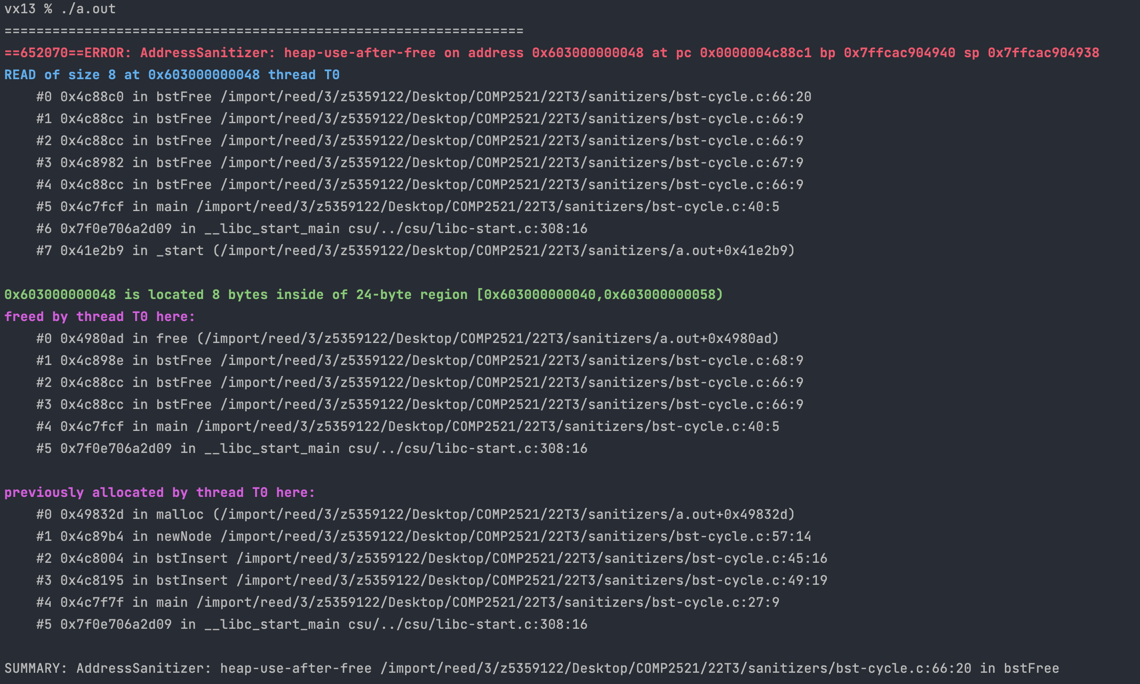 vx13 % ./a.out
=================================================================
==652070==ERROR: AddressSanitizer: heap-use-after-free on address 0x603000000048 at pc 0x0000004c88c1 bp 0x7ffcac904940 sp 0x7ffcac904938
READ of size 8 at 0x603000000048 thread T0
    #0 0x4c88c0 in bstFree /import/reed/3/z5359122/Desktop/COMP2521/22T3/sanitizers/bst-cycle.c:66:20
    #1 0x4c88cc in bstFree /import/reed/3/z5359122/Desktop/COMP2521/22T3/sanitizers/bst-cycle.c:66:9
    #2 0x4c88cc in bstFree /import/reed/3/z5359122/Desktop/COMP2521/22T3/sanitizers/bst-cycle.c:66:9
    #3 0x4c8982 in bstFree /import/reed/3/z5359122/Desktop/COMP2521/22T3/sanitizers/bst-cycle.c:67:9
    #4 0x4c88cc in bstFree /import/reed/3/z5359122/Desktop/COMP2521/22T3/sanitizers/bst-cycle.c:66:9
    #5 0x4c7fcf in main /import/reed/3/z5359122/Desktop/COMP2521/22T3/sanitizers/bst-cycle.c:40:5
    #6 0x7f0e706a2d09 in __libc_start_main csu/../csu/libc-start.c:308:16
    #7 0x41e2b9 in _start (/import/reed/3/z5359122/Desktop/COMP2521/22T3/sanitizers/a.out+0x41e2b9)

0x603000000048 is located 8 bytes inside of 24-byte region [0x603000000040,0x603000000058)
freed by thread T0 here:
    #0 0x4980ad in free (/import/reed/3/z5359122/Desktop/COMP2521/22T3/sanitizers/a.out+0x4980ad)
    #1 0x4c898e in bstFree /import/reed/3/z5359122/Desktop/COMP2521/22T3/sanitizers/bst-cycle.c:68:9
    #2 0x4c88cc in bstFree /import/reed/3/z5359122/Desktop/COMP2521/22T3/sanitizers/bst-cycle.c:66:9
    #3 0x4c88cc in bstFree /import/reed/3/z5359122/Desktop/COMP2521/22T3/sanitizers/bst-cycle.c:66:9
    #4 0x4c7fcf in main /import/reed/3/z5359122/Desktop/COMP2521/22T3/sanitizers/bst-cycle.c:40:5
    #5 0x7f0e706a2d09 in __libc_start_main csu/../csu/libc-start.c:308:16

previously allocated by thread T0 here:
    #0 0x49832d in malloc (/import/reed/3/z5359122/Desktop/COMP2521/22T3/sanitizers/a.out+0x49832d)
    #1 0x4c89b4 in newNode /import/reed/3/z5359122/Desktop/COMP2521/22T3/sanitizers/bst-cycle.c:57:14
    #2 0x4c8004 in bstInsert /import/reed/3/z5359122/Desktop/COMP2521/22T3/sanitizers/bst-cycle.c:45:16
    #3 0x4c8195 in bstInsert /import/reed/3/z5359122/Desktop/COMP2521/22T3/sanitizers/bst-cycle.c:49:19
    #4 0x4c7f7f in main /import/reed/3/z5359122/Desktop/COMP2521/22T3/sanitizers/bst-cycle.c:27:9
    #5 0x7f0e706a2d09 in __libc_start_main csu/../csu/libc-start.c:308:16

SUMMARY: AddressSanitizer: heap-use-after-free /import/reed/3/z5359122/Desktop/COMP2521/22T3/sanitizers/bst-cycle.c:66:20 in bstFree